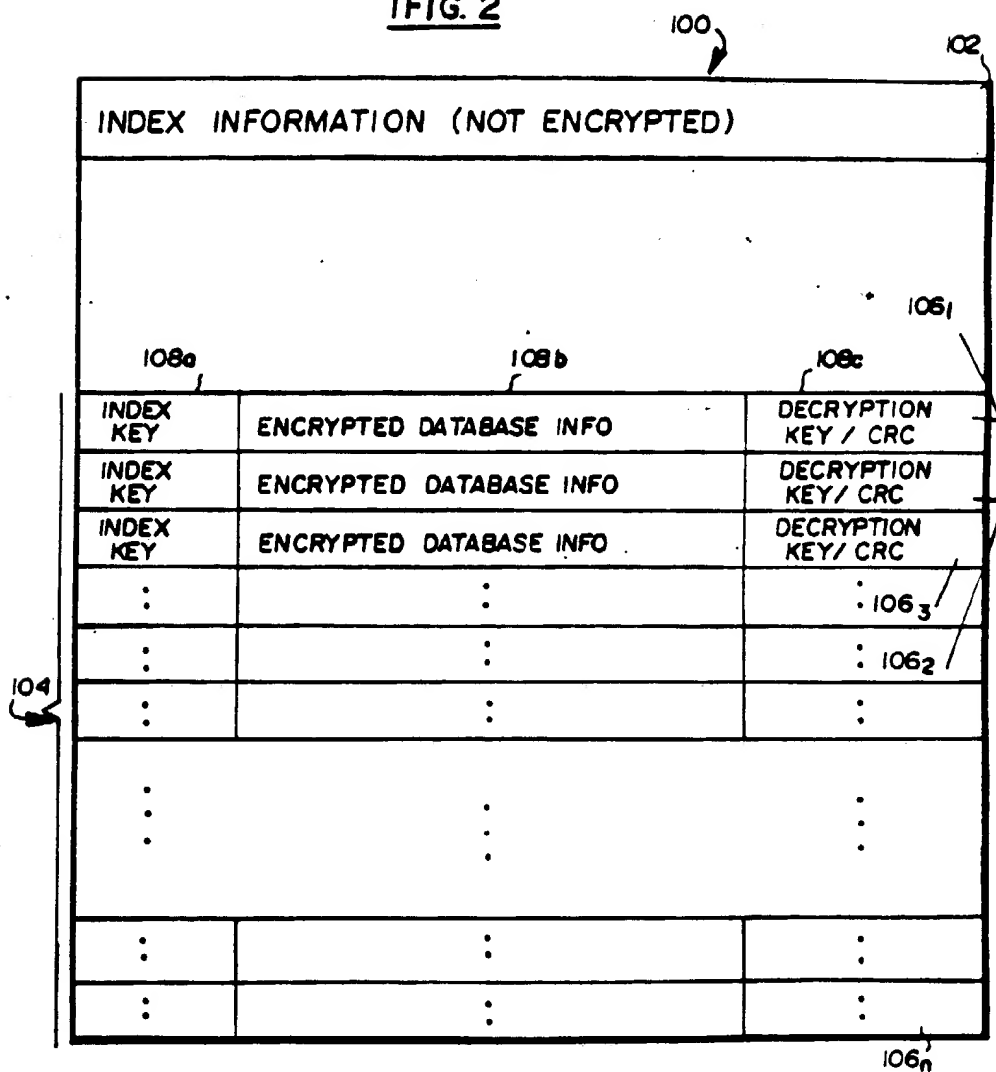 FIG. 2
100
102
INDEX INFORMATION (NOT ENCRYPTED)
106₁
108a 108b 108c
INDEX KEY ENCRYPTED DATABASE INFO DECRYPTION KEY / CRC
INDEX KEY ENCRYPTED DATABASE INFO DECRYPTION KEY/ CRC
INDEX KEY ENCRYPTED DATABASE INFO DECRYPTION KEY/ CRC
106₃
106₂
104
106n